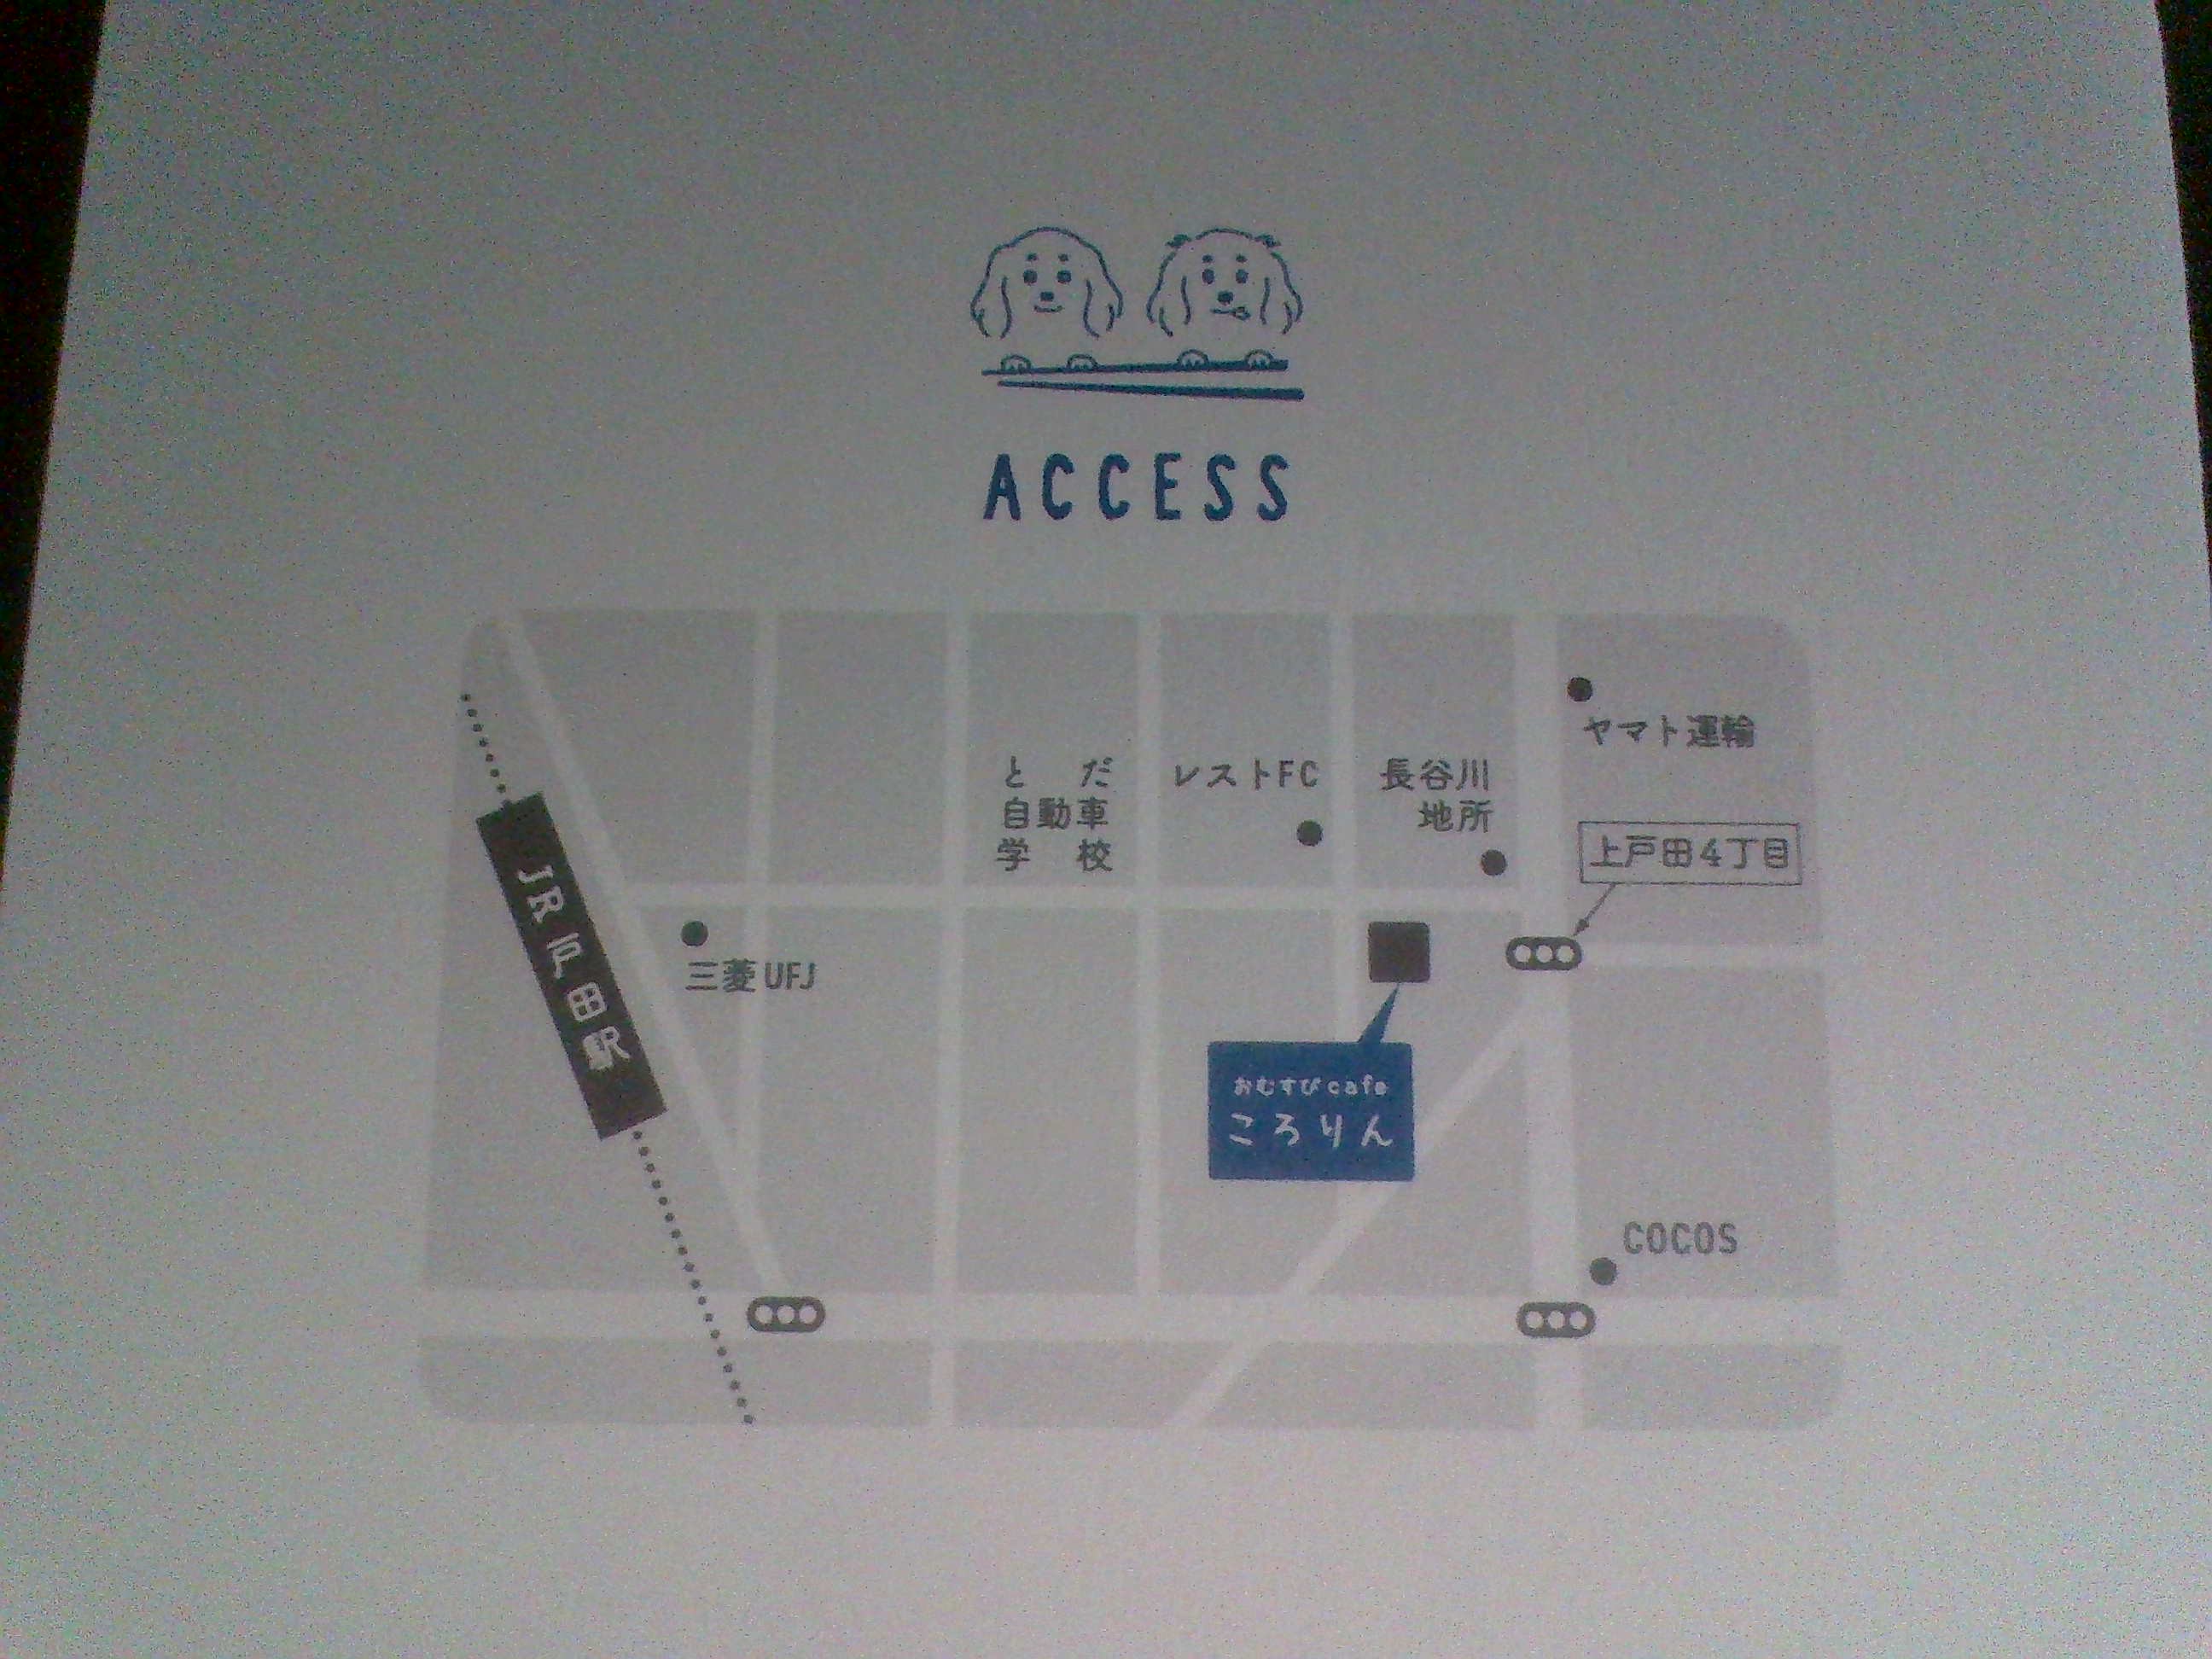 ACCESS
ヤマト運輸
とだ
自動車
学校
レストFC
長谷川
地所
上戸田4丁目
JR戸田駅
三菱UFJ
おむすびcafe
ころりん
COCOS